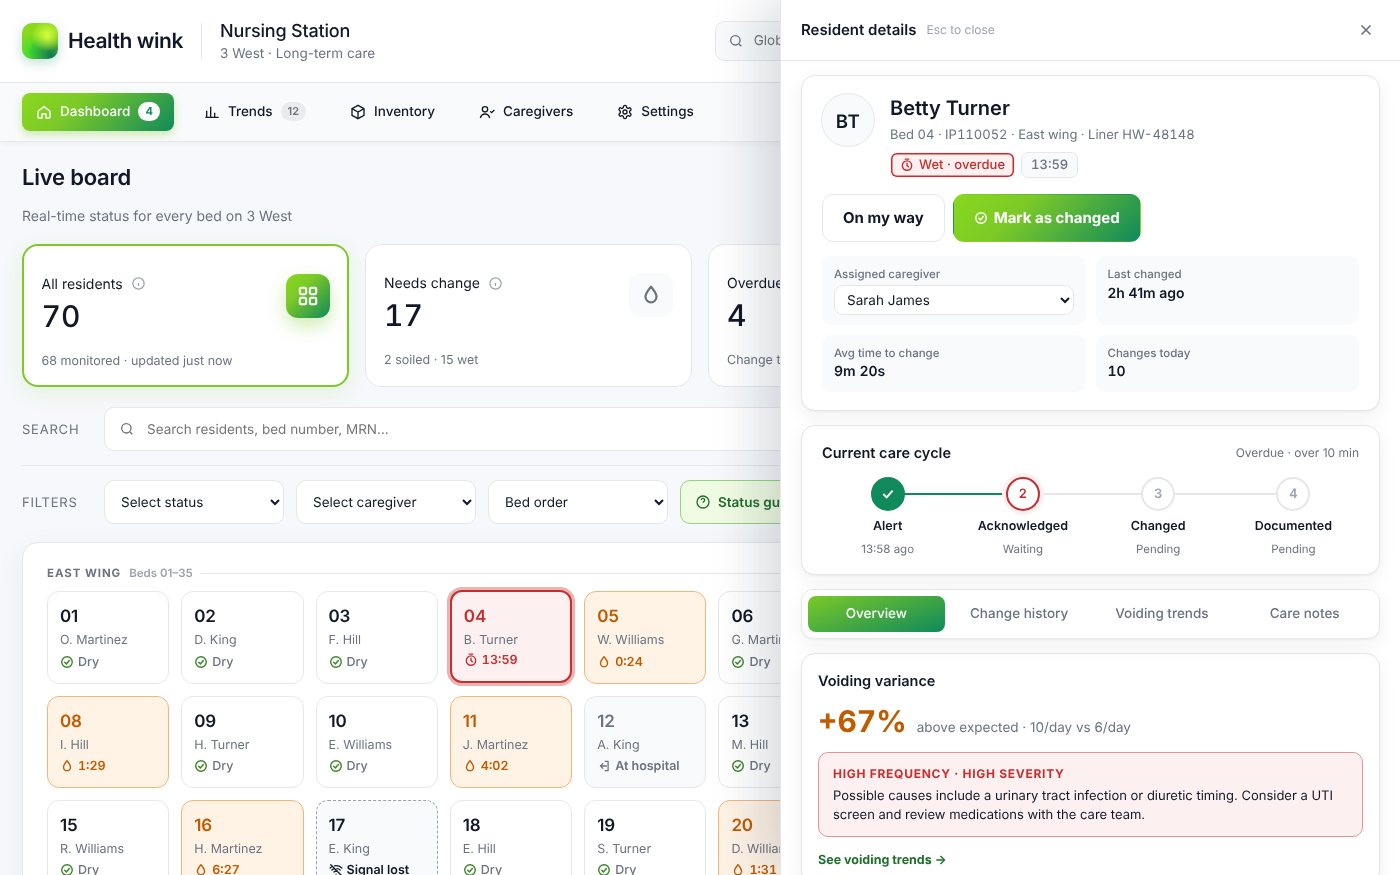 Health wink
Nursing Station
3 West · Long-term care
Dashboard 4
Trends 12
Inventory
Caregivers
Settings
Live board
Real-time status for every bed on 3 West
All residents
70
68 monitored · updated just now
Needs change
17
2 soiled · 15 wet
4
SEARCH
Search residents, bed number, MRN...
FILTERS
Select status
Select caregiver
Bed order
Status
EAST WING Beds 01–35
01
O. Martinez
Dry
02
D. King
Dry
03
F. Hill
Dry
04
B. Turner
13:59
05
W. Williams
0:24
06
G.
Dry
08
I. Hill
1:29
09
H. Turner
Dry
10
E. Williams
Dry
11
J. Martinez
4:02
12
A. King
At hospital
13
M. Hill
Dry
15
R. Williams
Dry
16
H. Martinez
6:27
17
E. King
Signal lost
18
E. Hill
Dry
19
S. Turner
Dry
20
D.
1:31
Resident details Esc to close
BT
Betty Turner
Bed 04 · IP110052 · East wing · Liner HW-48148
Wet · overdue 13:59
On my way
Mark as changed
Assigned caregiver
Sarah James
Last changed
2h 41m ago
Avg time to change
9m 20s
Changes today
10
Current care cycle
Overdue · over 10 min
Alert
13:58 ago
2
Acknowledged
Waiting
3
Changed
Pending
4
Documented
Pending
Overview
Change history
Voiding trends
Care notes
Voiding variance
+67% above expected · 10/day vs 6/day
HIGH FREQUENCY · HIGH SEVERITY
Possible causes include a urinary tract infection or diuretic timing. Consider a UTI
screen and review medications with the care team.
See voiding trends →